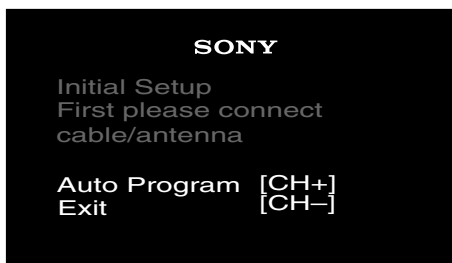 SONY
Initial Setup
First please connect
cable/antenna
Auto Program [CH+]
Exit [CH–]